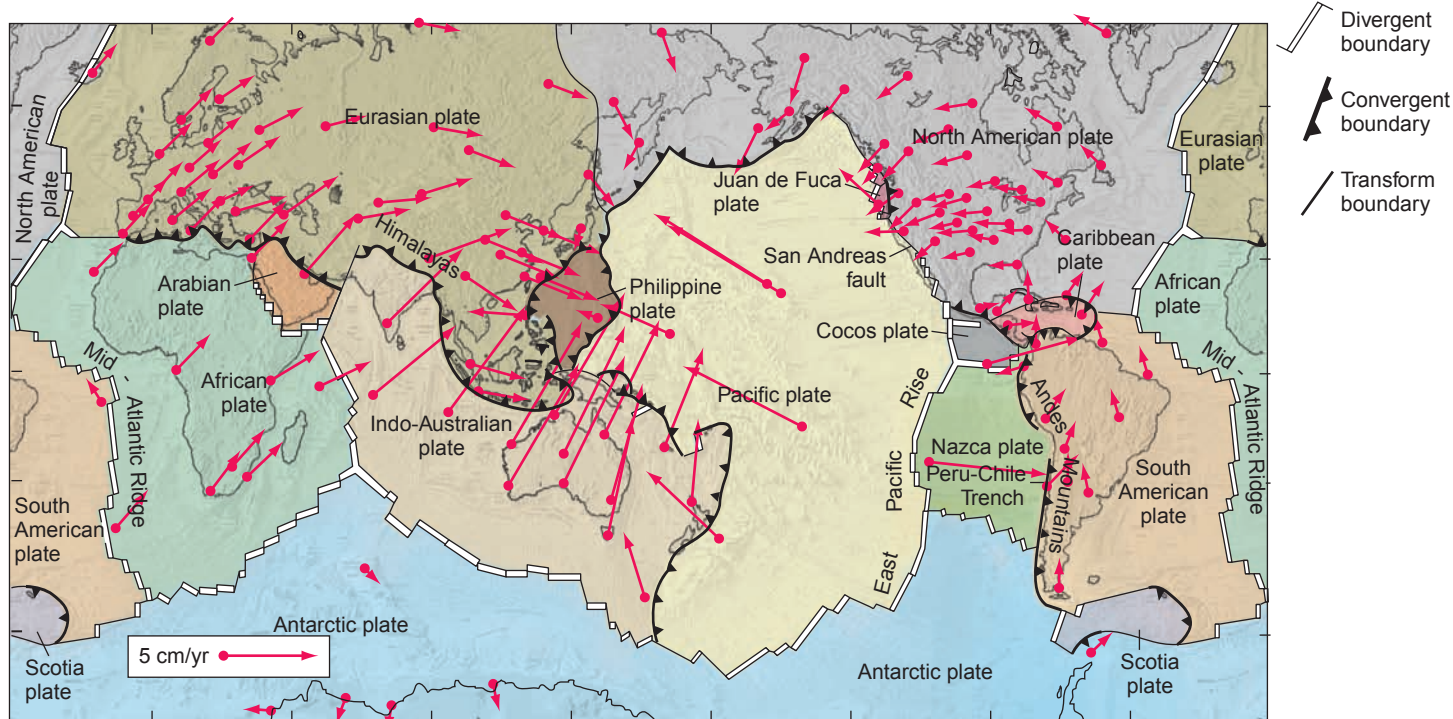 North American
plate
Eurasian plate
Himalayas
Arabian
plate
African
plate
Mid - Atlantic Ridge
South
American
plate
Scotia
plate
5 cm/yr
Antarctic plate
Indo-Australian
plate
Philippine
plate
Juan de Fuca
plate
San Andreas
fault
North American plate
Caribbean
plate
Cocos plate
Pacific plate
East Pacific Rise
Nazca plate
Peru-Chile
Trench
Andes
Mountains
South
American
plate
Antarctic plate
Scotia
plate
Eurasian
plate
African
plate
Mid - Atlantic Ridge
Divergent
boundary
Convergent
boundary
Transform
boundary